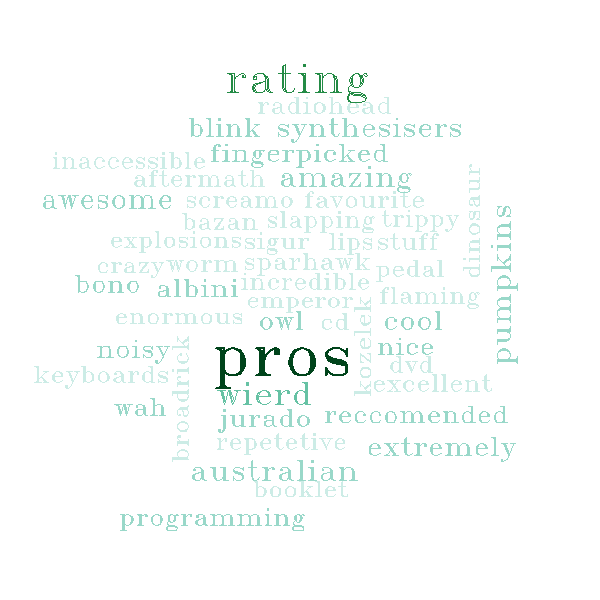 rating
radiohead
blink synthesisers
inaccessible fingerpicked
aftermath amazing
awesome screamo favourite
bazan slapping trippy
dinosaur
explosions sigur lips stuff
crazy worm sparhawk pedal
bono albini incredible
emperor flaming
pumpkins
enormous owl cd cool
kozelek
noisy pros nice
keyboards dvd
broadrick
wierd excellent
wah jurado reccomended
repetetive extremely
australian
booklet
programming